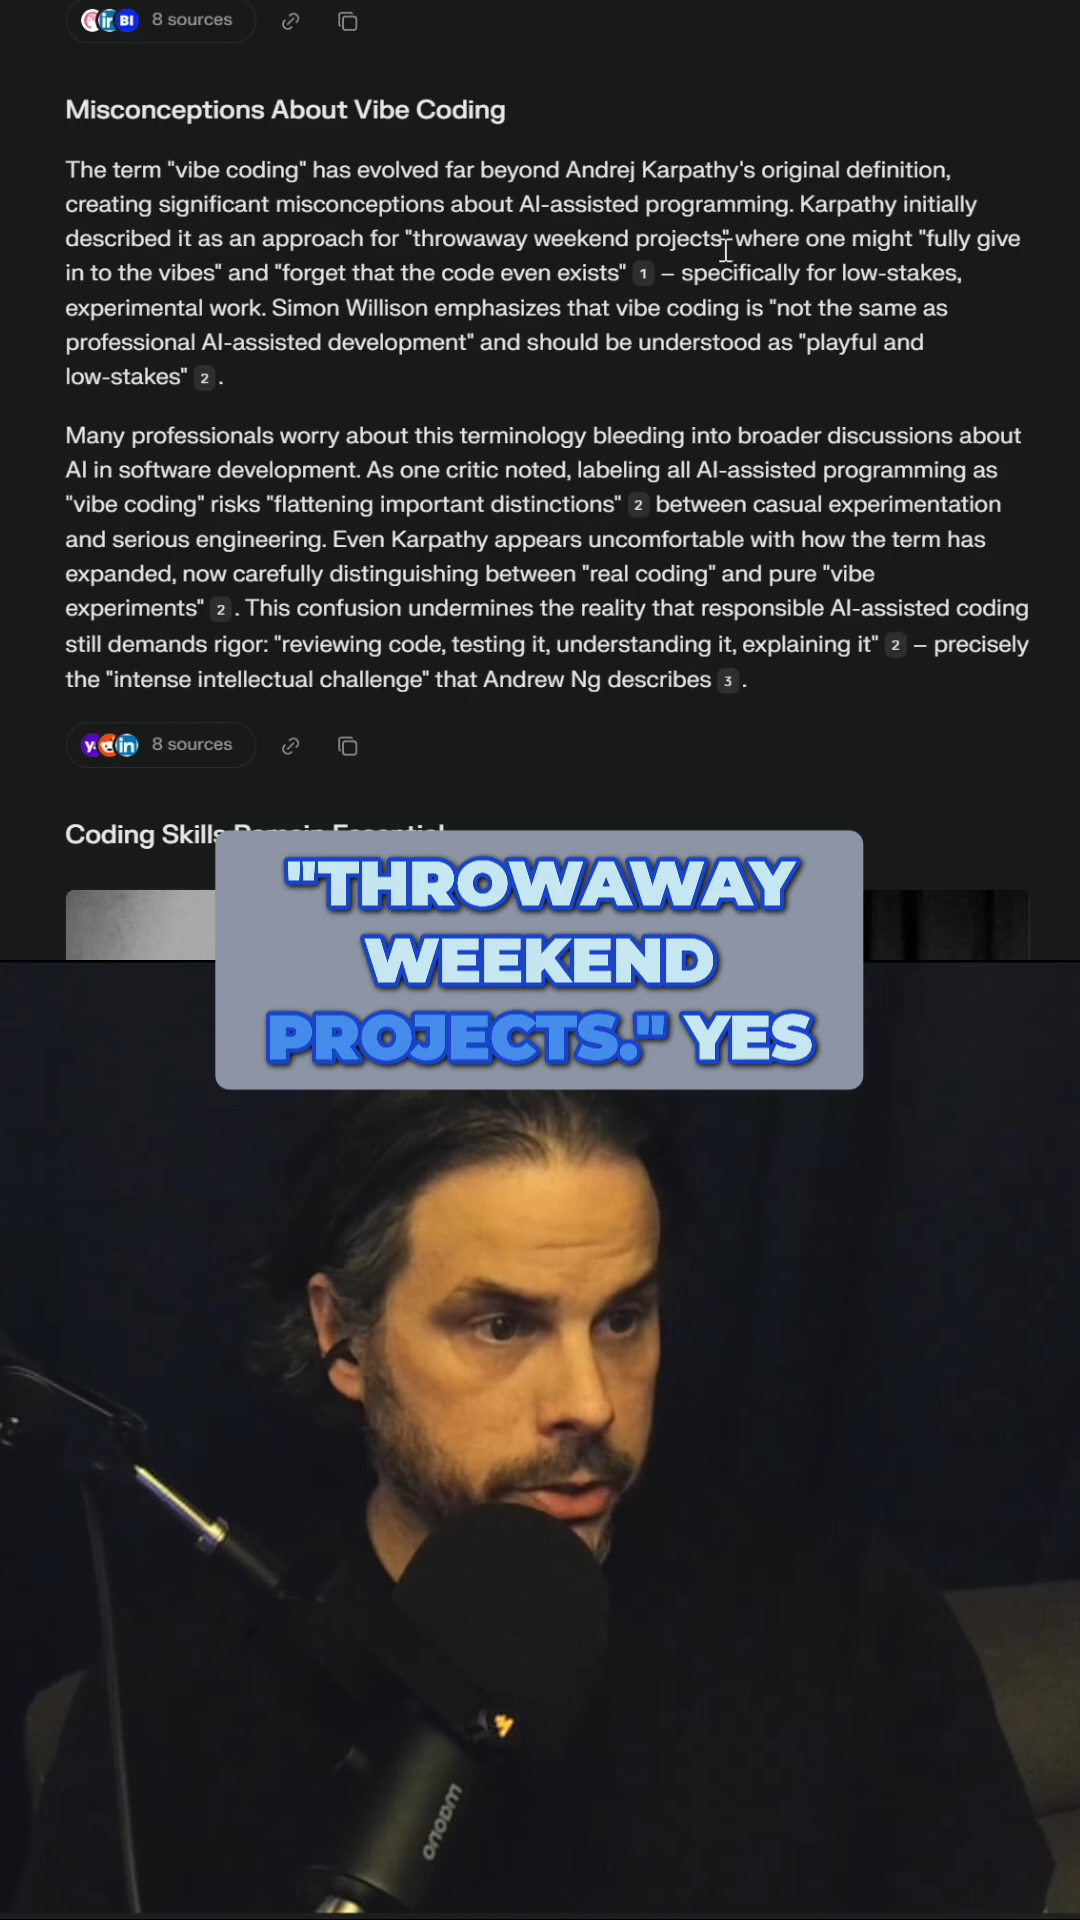 BI 8 sources
Misconceptions About Vibe Coding
The term "vibe coding" has evolved far beyond Andrej Karpathy's original definition,
creating significant misconceptions about AI-assisted programming. Karpathy initially
described it as an approach for "throwaway weekend projects" where one might "fully give
in to the vibes" and "forget that the code even exists" 1 – specifically for low-stakes,
experimental work. Simon Willison emphasizes that vibe coding is "not the same as
professional AI-assisted development" and should be understood as "playful and
low-stakes" 2 .
Many professionals worry about this terminology bleeding into broader discussions about
AI in software development. As one critic noted, labeling all AI-assisted programming as
"vibe coding" risks "flattening important distinctions" 2 between casual experimentation
and serious engineering. Even Karpathy appears uncomfortable with how the term has
expanded, now carefully distinguishing between "real coding" and pure "vibe
experiments" 2 . This confusion undermines the reality that responsible AI-assisted coding
still demands rigor: "reviewing code, testing it, understanding it, explaining it" 2 – precisely
the "intense intellectual challenge" that Andrew Ng describes 3 .
in 8 sources
Coding Skills Remain Essential
"THROWAWAY
WEEKEND
PROJECTS." YES